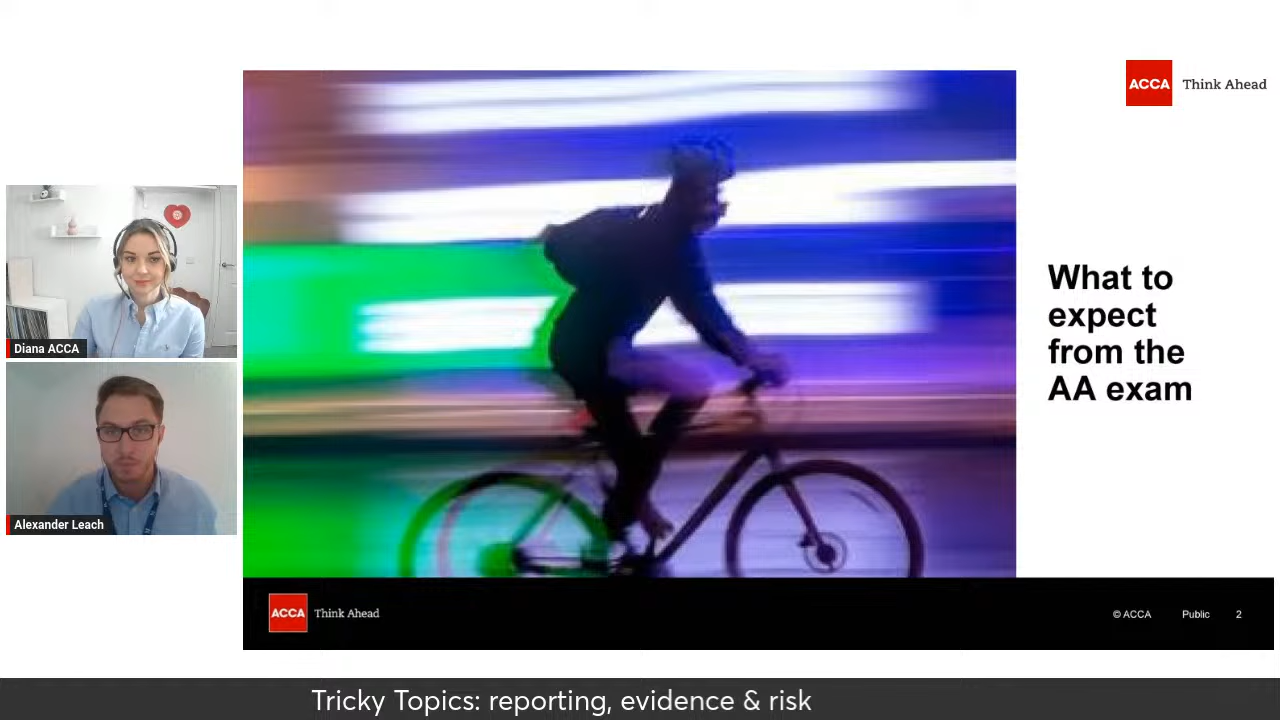 ACCA Think Ahead
Diana ACCA
Alexander Leach
What to
expect
from the
AA exam
ACCA Think Ahead
© ACCA Public 2
Tricky Topics: reporting, evidence & risk